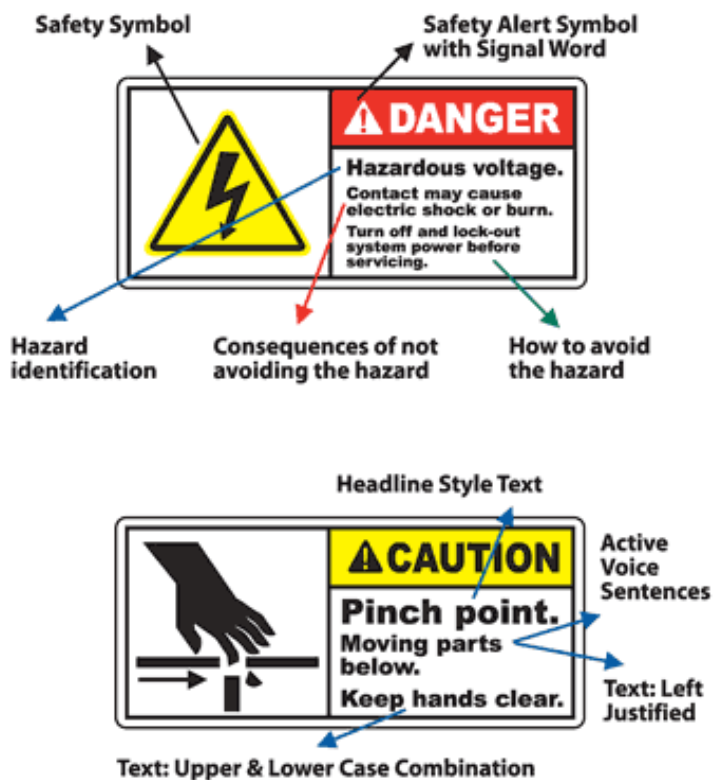 Safety Symbol
Safety Alert Symbol
with Signal Word
DANGER
Hazardous voltage.
Contact may cause
electric shock or burn.
Turn off and lock-out
system power before
servicing.
Hazard
identification
Consequences of not
avoiding the hazard
How to avoid
the hazard
Headline Style Text
CAUTION
Pinch point.
Moving parts
below.
Keep hands clear.
Active
Voice
Sentences
Text: Left
Justified
Text: Upper & Lower Case Combination